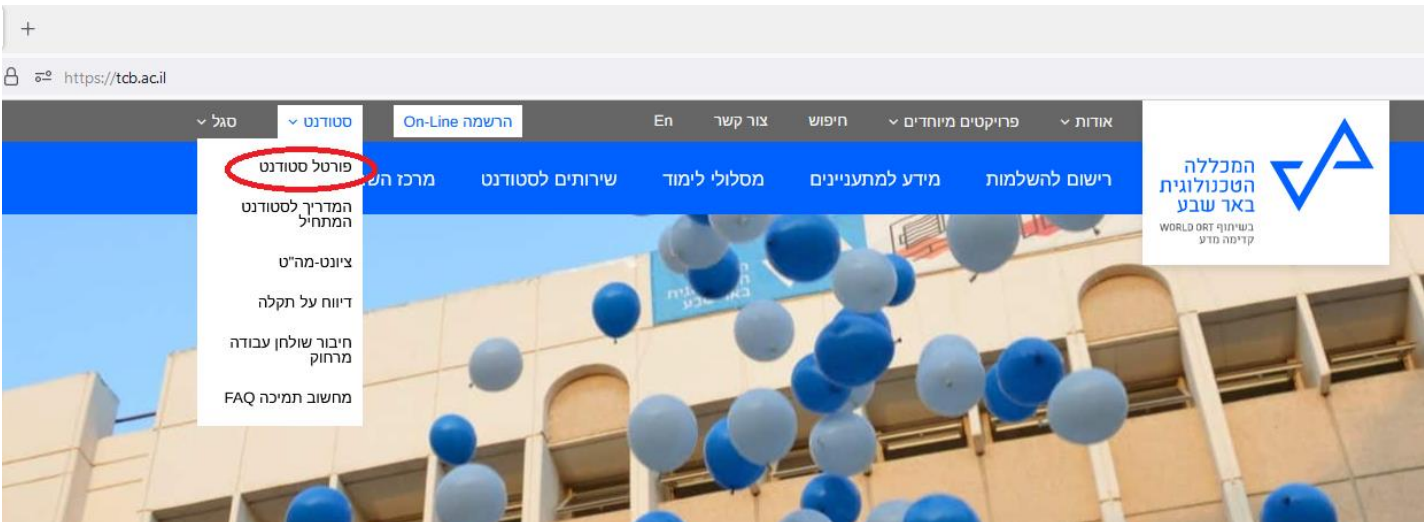 https://tcb.ac.il
אודות
פרויקטים מיוחדים
חיפוש
צור קשר
En
הרשמה On-Line
סטודנט
סגל
המכללה
הטכנולוגית
באר שבע
בשיתוף WORLD ORT
קדימה מדע
רישום להשלמות
מידע למתעניינים
מסלולי לימוד
שירותים לסטודנט
מרכז
פורטל סטודנט
המדריך לסטודנט
המתחיל
ציונט-מה"ט
דיווח על תקלה
חיבור שולחן עבודה
מרחוק
מחשוב תמיכה FAQ
באר שבע